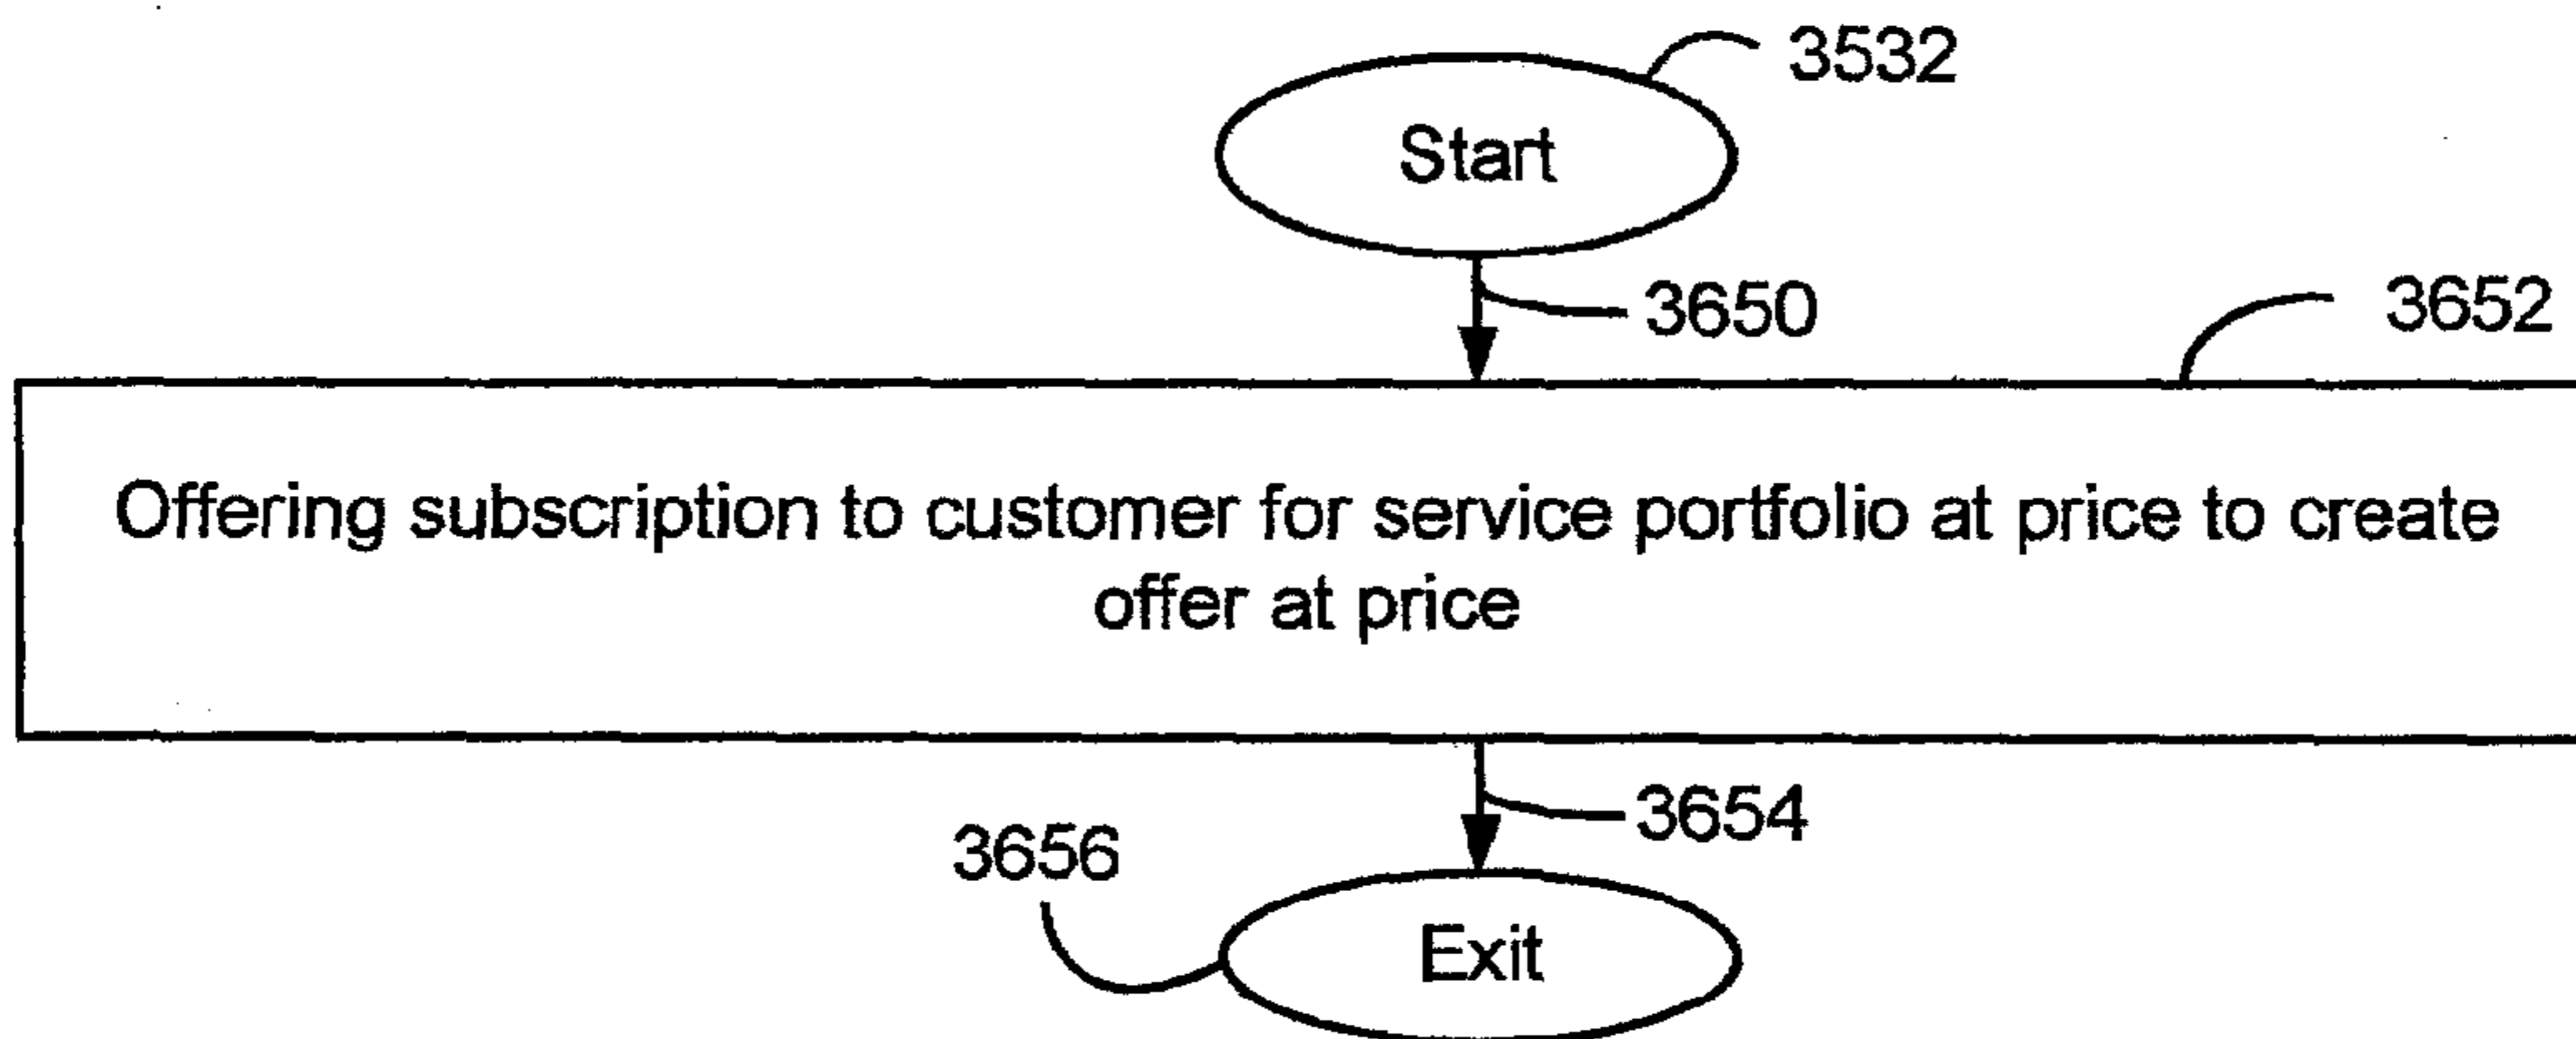 3532
Start
3650
3652
Offering subscription to customer for service portfolio at price to create
offer at price
3654
3656
Exit